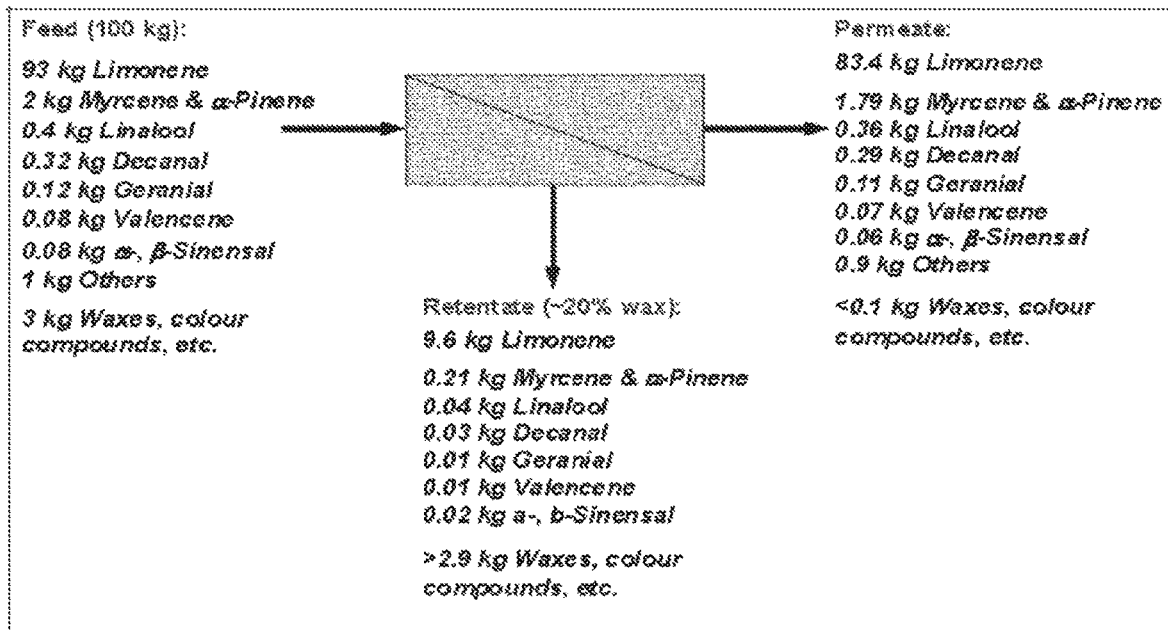 Feed (100 kg):
93 kg Limonene
2 kg Myrcene & α-Pinene
0.4 kg Linalool
0.32 kg Decanal
0.12 kg Geranial
0.08 kg Valencene
0.08 kg α-, β-Sinensal
1 kg Others
3 kg Waxes, colour
compounds, etc.
Retentate (~20% wax):
9.6 kg Limonene
0.21 kg Myrcene & α-Pinene
0.04 kg Linalool
0.03 kg Decanal
0.01 kg Geranial
0.01 kg Valencene
0.02 kg a-, b-Sinensal
>2.9 kg Waxes, colour
compounds, etc.
Permeate:
83.4 kg Limonene
1.79 kg Myrcene & α-Pinene
0.36 kg Linalool
0.29 kg Decanal
0.11 kg Geranial
0.07 kg Valencene
0.06 kg α-, β-Sinensal
0.9 kg Others
<0.1 kg Waxes, colour
compounds, etc.